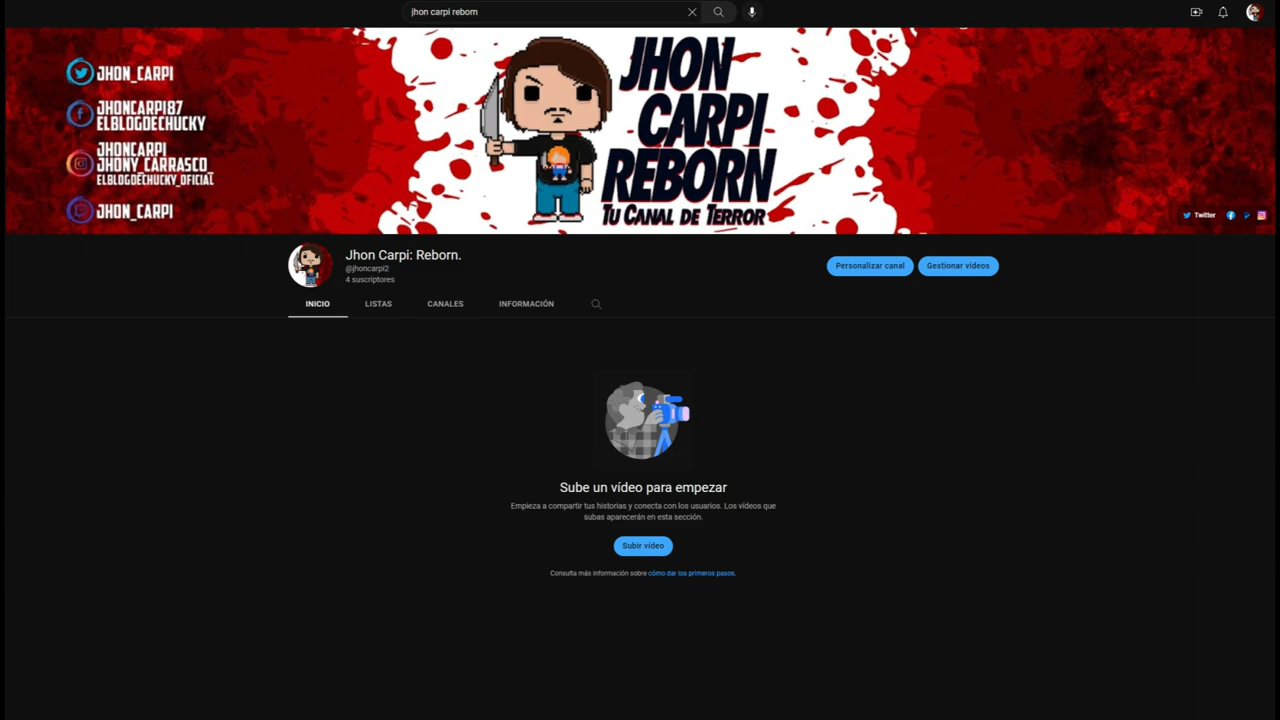 jhon carpi reborn
JHON_CARPI
JHONCARPI87
ELBLOGDECHUCKY
JHONCARPI
JHONY_CARRASCO_
ELBLOGDECHUCKY_OFICIAL
JHON_CARPI
JHON
CARPI
REBORN
TU CANAL DE TERROR
Twitter
Jhon Carpi: Reborn.
@jhoncarpi2
4 suscriptores
Personalizar canal
Gestionar vídeos
INICIO
LISTAS
CANALES
INFORMACIÓN
Sube un vídeo para empezar
Empieza a compartir tus historias y conecta con los usuarios. Los vídeos que
subas aparecerán en esta sección.
Subir vídeo
Consulta más información sobre cómo dar los primeros pasos.